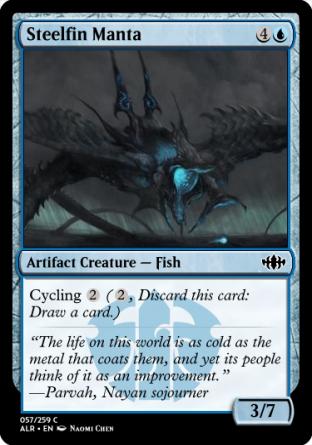 Steelfin Manta 4
Artifact Creature — Fish
Cycling 2 ( 2, Discard this card:
Draw a card.)
“The life on this world is as cold as the
metal that coats them, and yet its people
think of it as an improvement.”
—Parvah, Nayan sojourner
3/7
057/259 C
ALR • EN Naomi Chen